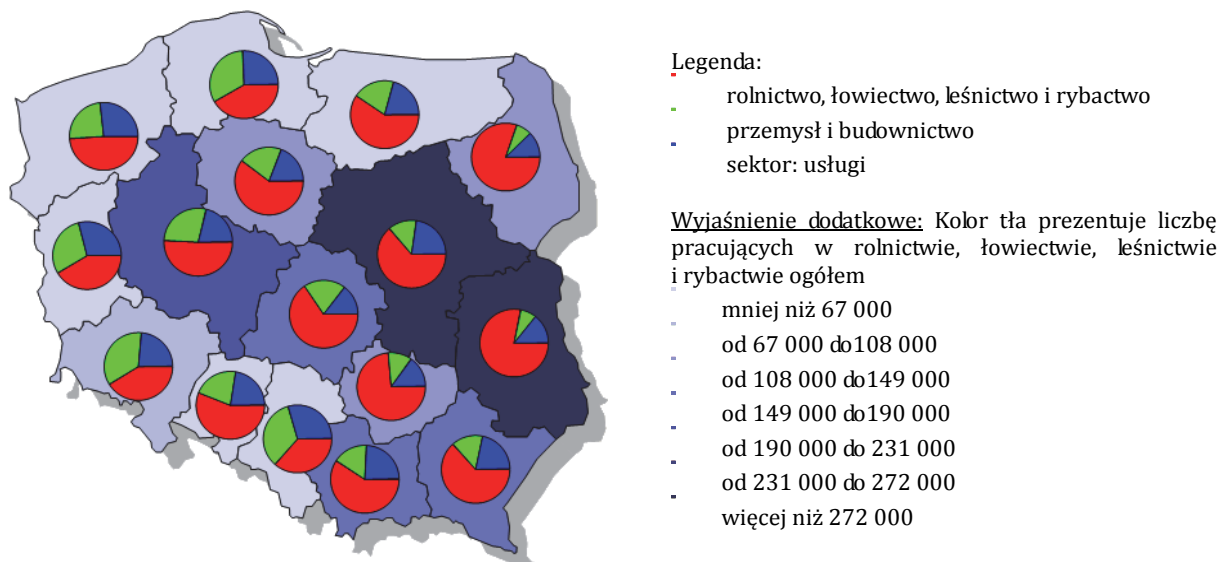 Legenda:
rolnictwo, łowiectwo, leśnictwo i rybactwo
przemysł i budownictwo
sektor: usługi
Wyjaśnienie dodatkowe: Kolor tła prezentuje liczbę
pracujących w rolnictwie, łowiectwie, leśnictwie
i rybactwie ogółem
mniej niż 67 000
od 67 000 do108 000
od 108 000 do149 000
od 149 000 do190 000
od 190 000 do 231 000
od 231 000 do 272 000
więcej niż 272 000